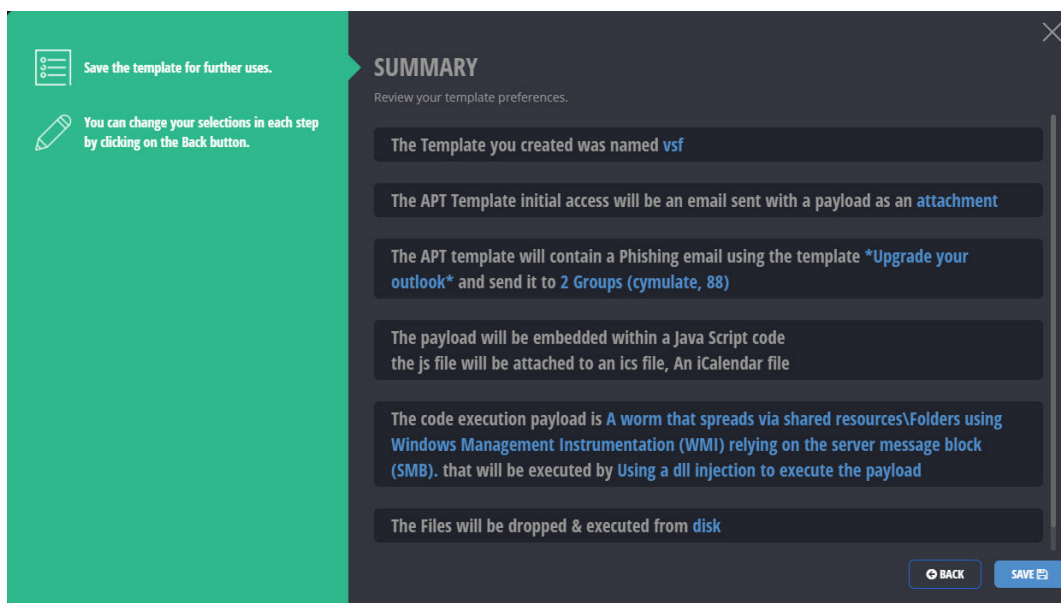 Save the template for further uses.
You can change your selections in each step
by clicking on the Back button.
SUMMARY
Review your template preferences.
The Template you created was named vsf
The APT Template initial access will be an email sent with a payload as an attachment
The APT template will contain a Phishing email using the template *Upgrade your
outlook* and send it to 2 Groups (cymulate, 88)
The payload will be embedded within a Java Script code
the js file will be attached to an ics file, An iCalendar file
The code execution payload is A worm that spreads via shared resources\Folders using
Windows Management Instrumentation (WMI) relying on the server message block
(SMB). that will be executed by Using a dll injection to execute the payload
The Files will be dropped & executed from disk
BACK
SAVE